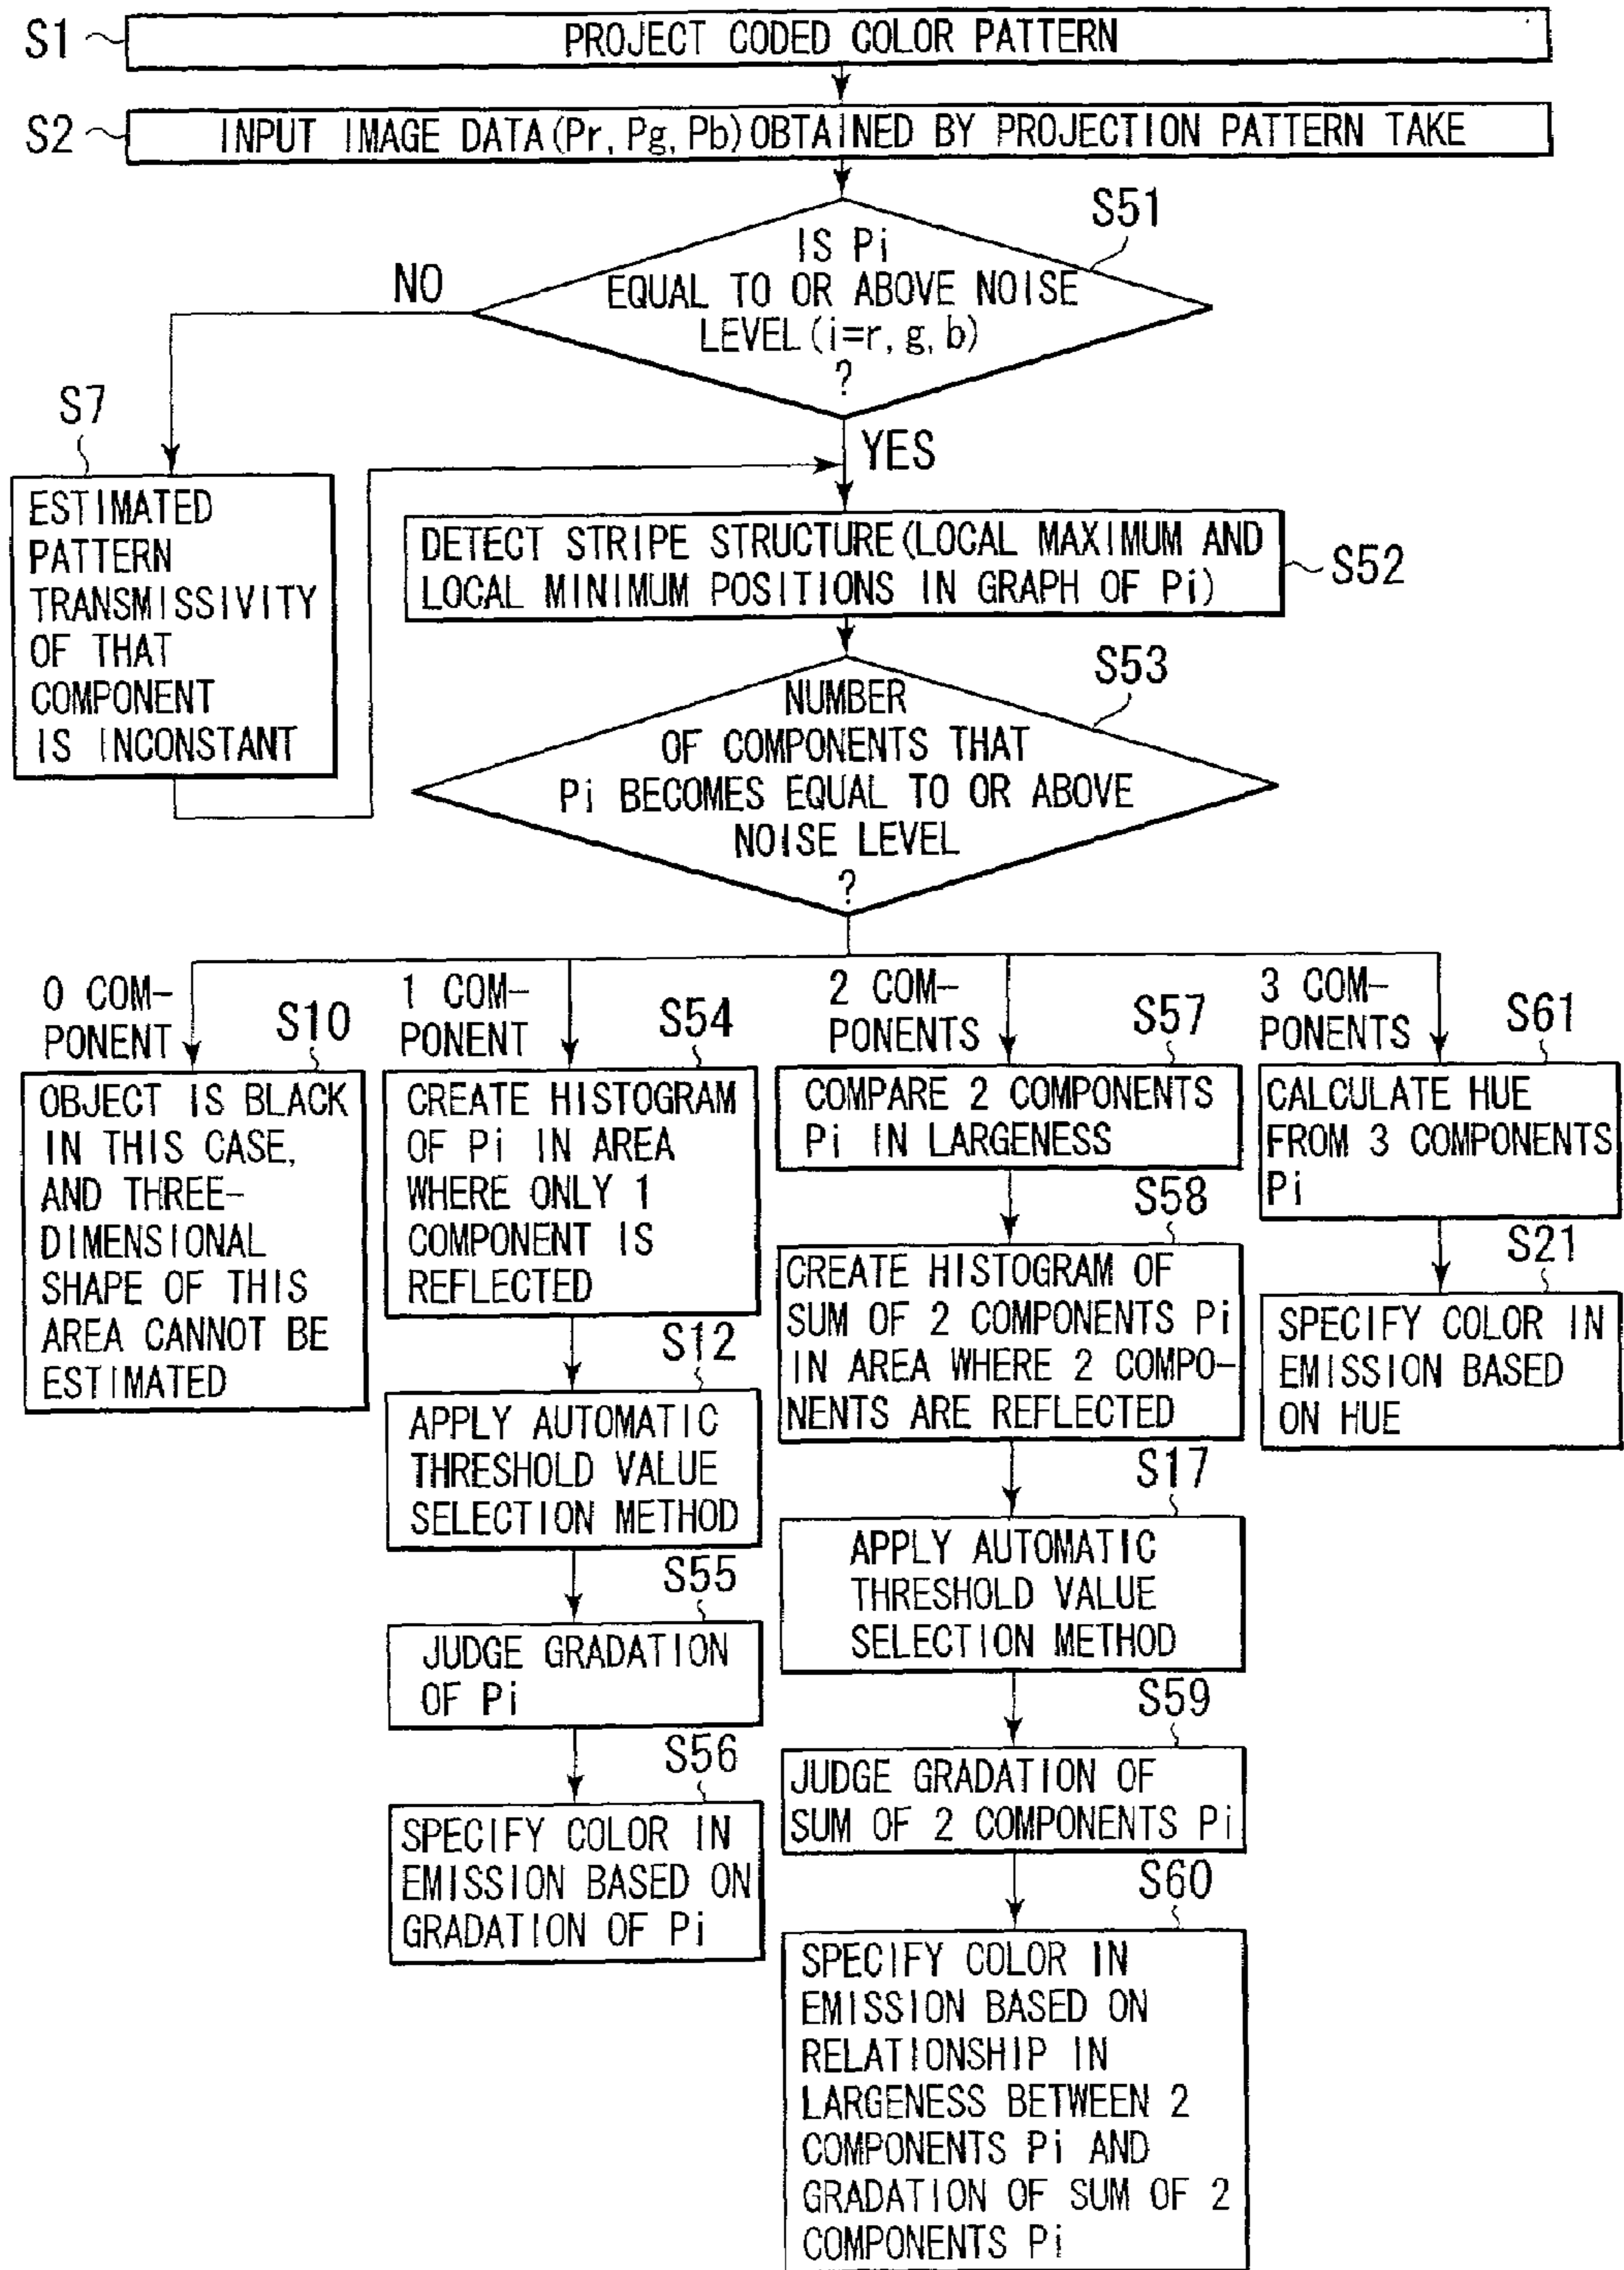 S1
PROJECT CODED COLOR PATTERN
S2
INPUT IMAGE DATA(Pr, Pg, Pb)OBTAINED BY PROJECTION PATTERN TAKE
S51
IS Pi
EQUAL TO OR ABOVE NOISE
LEVEL(i=r, g, b)
?
NO
YES
S7
ESTIMATED
PATTERN
TRANSMISSIVITY
OF THAT
COMPONENT
IS INCONSTANT
DETECT STRIPE STRUCTURE(LOCAL MAXIMUM AND
LOCAL MINIMUM POSITIONS IN GRAPH OF Pi)
S52
S53
NUMBER
OF COMPONENTS THAT
Pi BECOMES EQUAL TO OR ABOVE
NOISE LEVEL
?
0 COM-
PONENT
S10
OBJECT IS BLACK
IN THIS CASE,
AND THREE-
DIMENSIONAL
SHAPE OF THIS
AREA CANNOT BE
ESTIMATED
1 COM-
PONENT
S54
CREATE HISTOGRAM
OF Pi IN AREA
WHERE ONLY 1
COMPONENT IS
REFLECTED
S12
APPLY AUTOMATIC
THRESHOLD VALUE
SELECTION METHOD
S55
JUDGE GRADATION
OF Pi
S56
SPECIFY COLOR IN
EMISSION BASED ON
GRADATION OF Pi
2 COM-
PONENTS
S57
COMPARE 2 COMPONENTS
Pi IN LARGENESS
S58
CREATE HISTOGRAM OF
SUM OF 2 COMPONENTS Pi
IN AREA WHERE 2 COMPO-
NENTS ARE REFLECTED
S17
APPLY AUTOMATIC
THRESHOLD VALUE
SELECTION METHOD
S59
JUDGE GRADATION OF
SUM OF 2 COMPONENTS Pi
S60
SPECIFY COLOR IN
EMISSION BASED ON
RELATIONSHIP IN
LARGENESS BETWEEN 2
COMPONENTS Pi AND
GRADATION OF SUM OF 2
COMPONENTS Pi
3 COM-
PONENTS
S61
CALCULATE HUE
FROM 3 COMPONENTS
Pi
S21
SPECIFY COLOR IN
EMISSION BASED
ON HUE